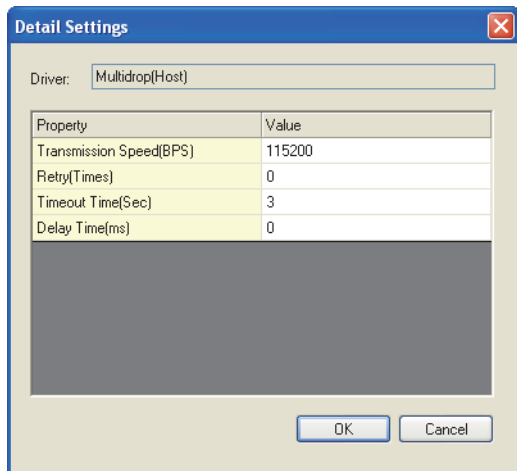 Detail Settings
Driver: Multidrop(Host)
Property Value
Transmission Speed(BPS) 115200
Retry(Times) 0
Timeout Time(Sec) 3
Delay Time(ms) 0
OK Cancel